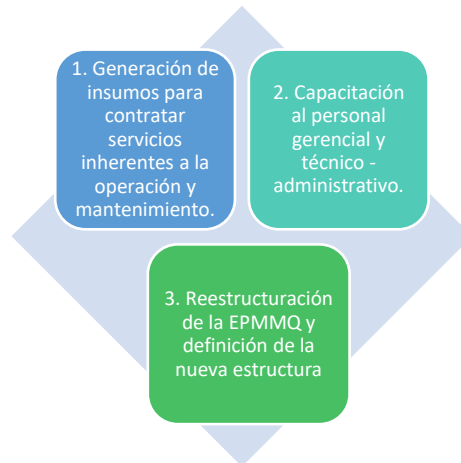 1. Generación de
insumos para
contratar
servicios
inherentes a la
operación y
mantenimiento.
2. Capacitación
al personal
gerencial y
técnico -
administrativo.
3. Reestructuración
de la EPMMQ y
definición de la
nueva estructura